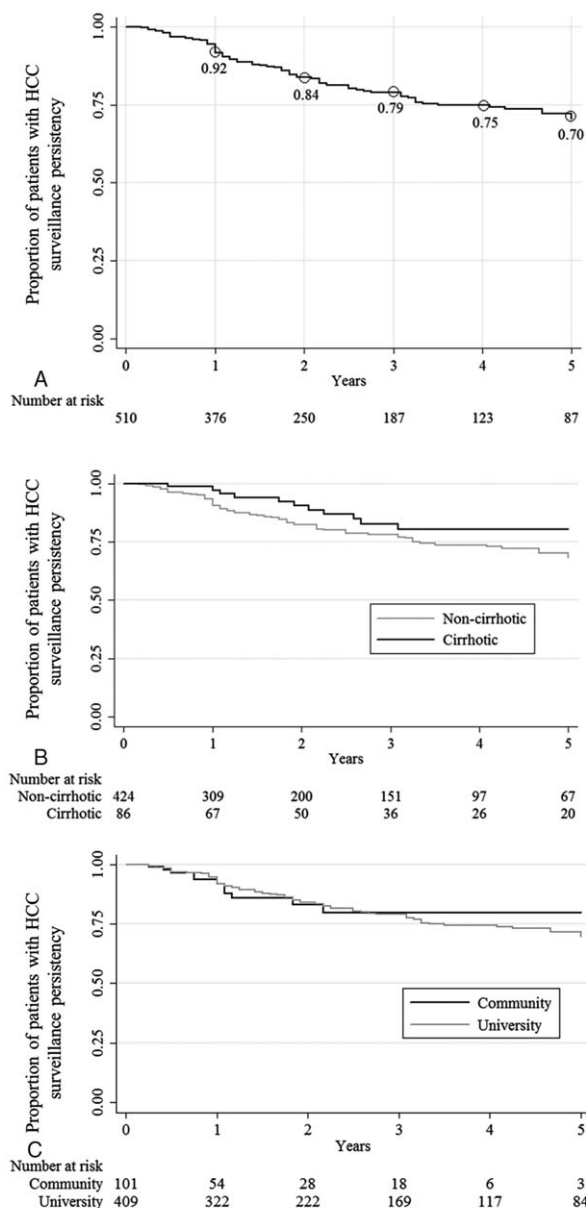 Proportion of patients with HCC
surveillance persistency
1.00
0.75
0.50
0.25
0.00
0.92
0.84
0.79
0.75
0.70
0 1 2 3 4 5
Years
A
Number at risk
510 376 250 187 123 87
Proportion of patients with HCC
surveillance persistency
1.00
0.75
0.50
0.25
0.00
Non-cirrhotic
Cirrhotic
0 1 2 3 4 5
Years
B
Number at risk
Non-cirrhotic 424 309 200 151 97 67
Cirrhotic 86 67 50 36 26 20
Proportion of patients with HCC
surveillance persistency
1.00
0.75
0.50
0.25
0.00
Community
University
0 1 2 3 4 5
Years
C
Number at risk
Community 101 54 28 18 6 3
University 409 322 222 169 117 84